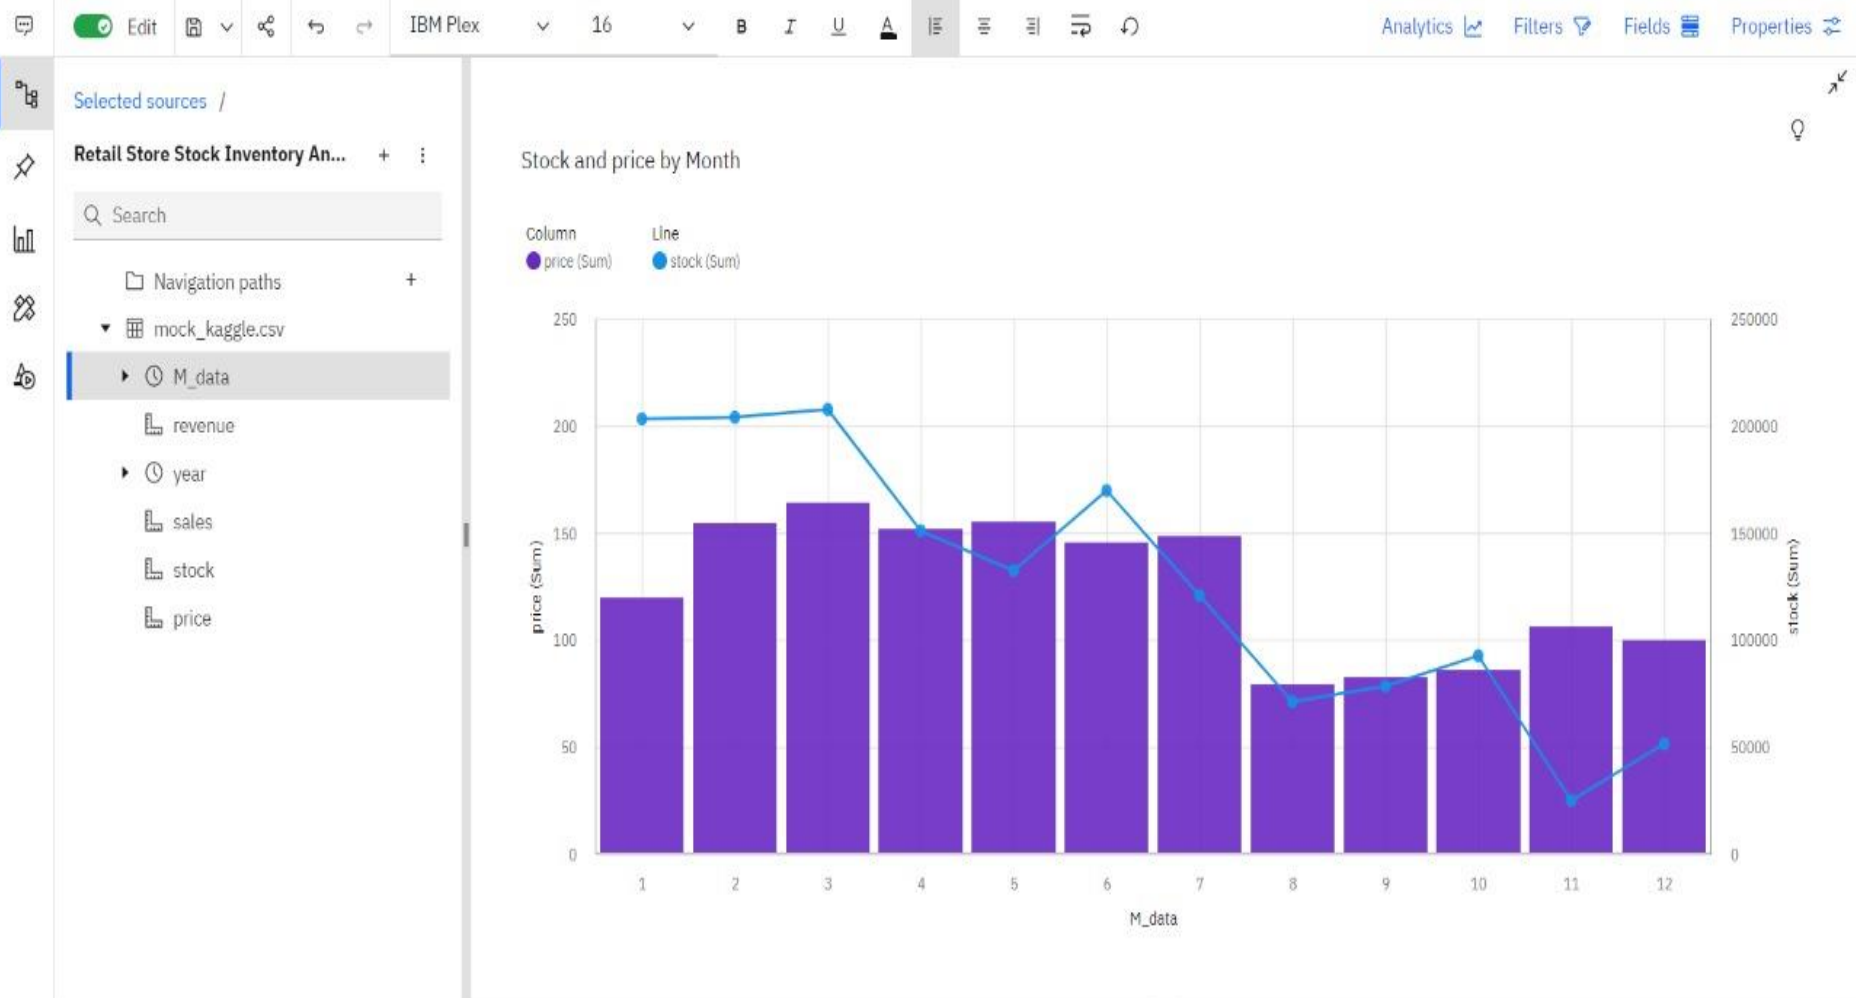 Edit IBM Plex 16 B I U A Analytics Filters Fields Properties
Selected sources /
Retail Store Stock Inventory An... +
Search
Navigation paths +
mock_kaggle.csv
M_data
revenue
year
sales
stock
price
Stock and price by Month
Column Line
price (Sum) stock (Sum)
250 250000
200 200000
150 150000
100 100000
50 50000
0 0
price (Sum)
stock (Sum)
1 2 3 4 5 6 7 8 9 10 11 12
M_data